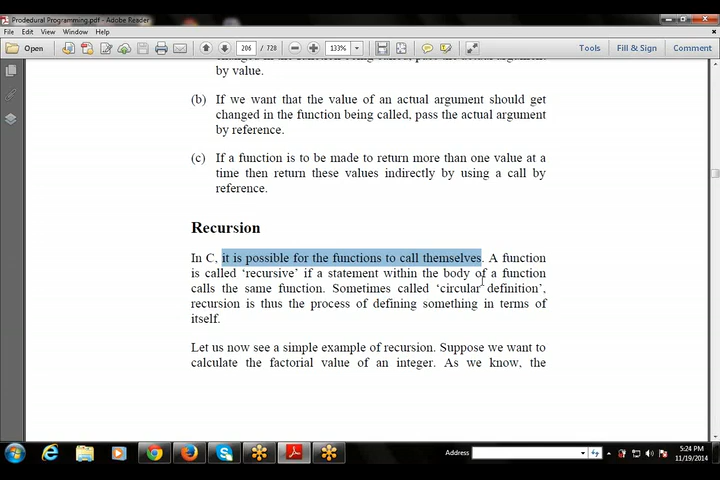 Prodedural Programming.pdf - Adobe Reader
File Edit View Window Help
Open 206 / 728 133% Tools Fill & Sign Comment
by value.
(b) If we want that the value of an actual argument should get
changed in the function being called, pass the actual argument
by reference.
(c) If a function is to be made to return more than one value at a
time then return these values indirectly by using a call by
reference.
Recursion
In C, it is possible for the functions to call themselves. A function
is called ‘recursive’ if a statement within the body of a function
calls the same function. Sometimes called ‘circular definition’,
recursion is thus the process of defining something in terms of
itself.
Let us now see a simple example of recursion. Suppose we want to
calculate the factorial value of an integer. As we know, the
Address
5:24 PM
11/19/2014